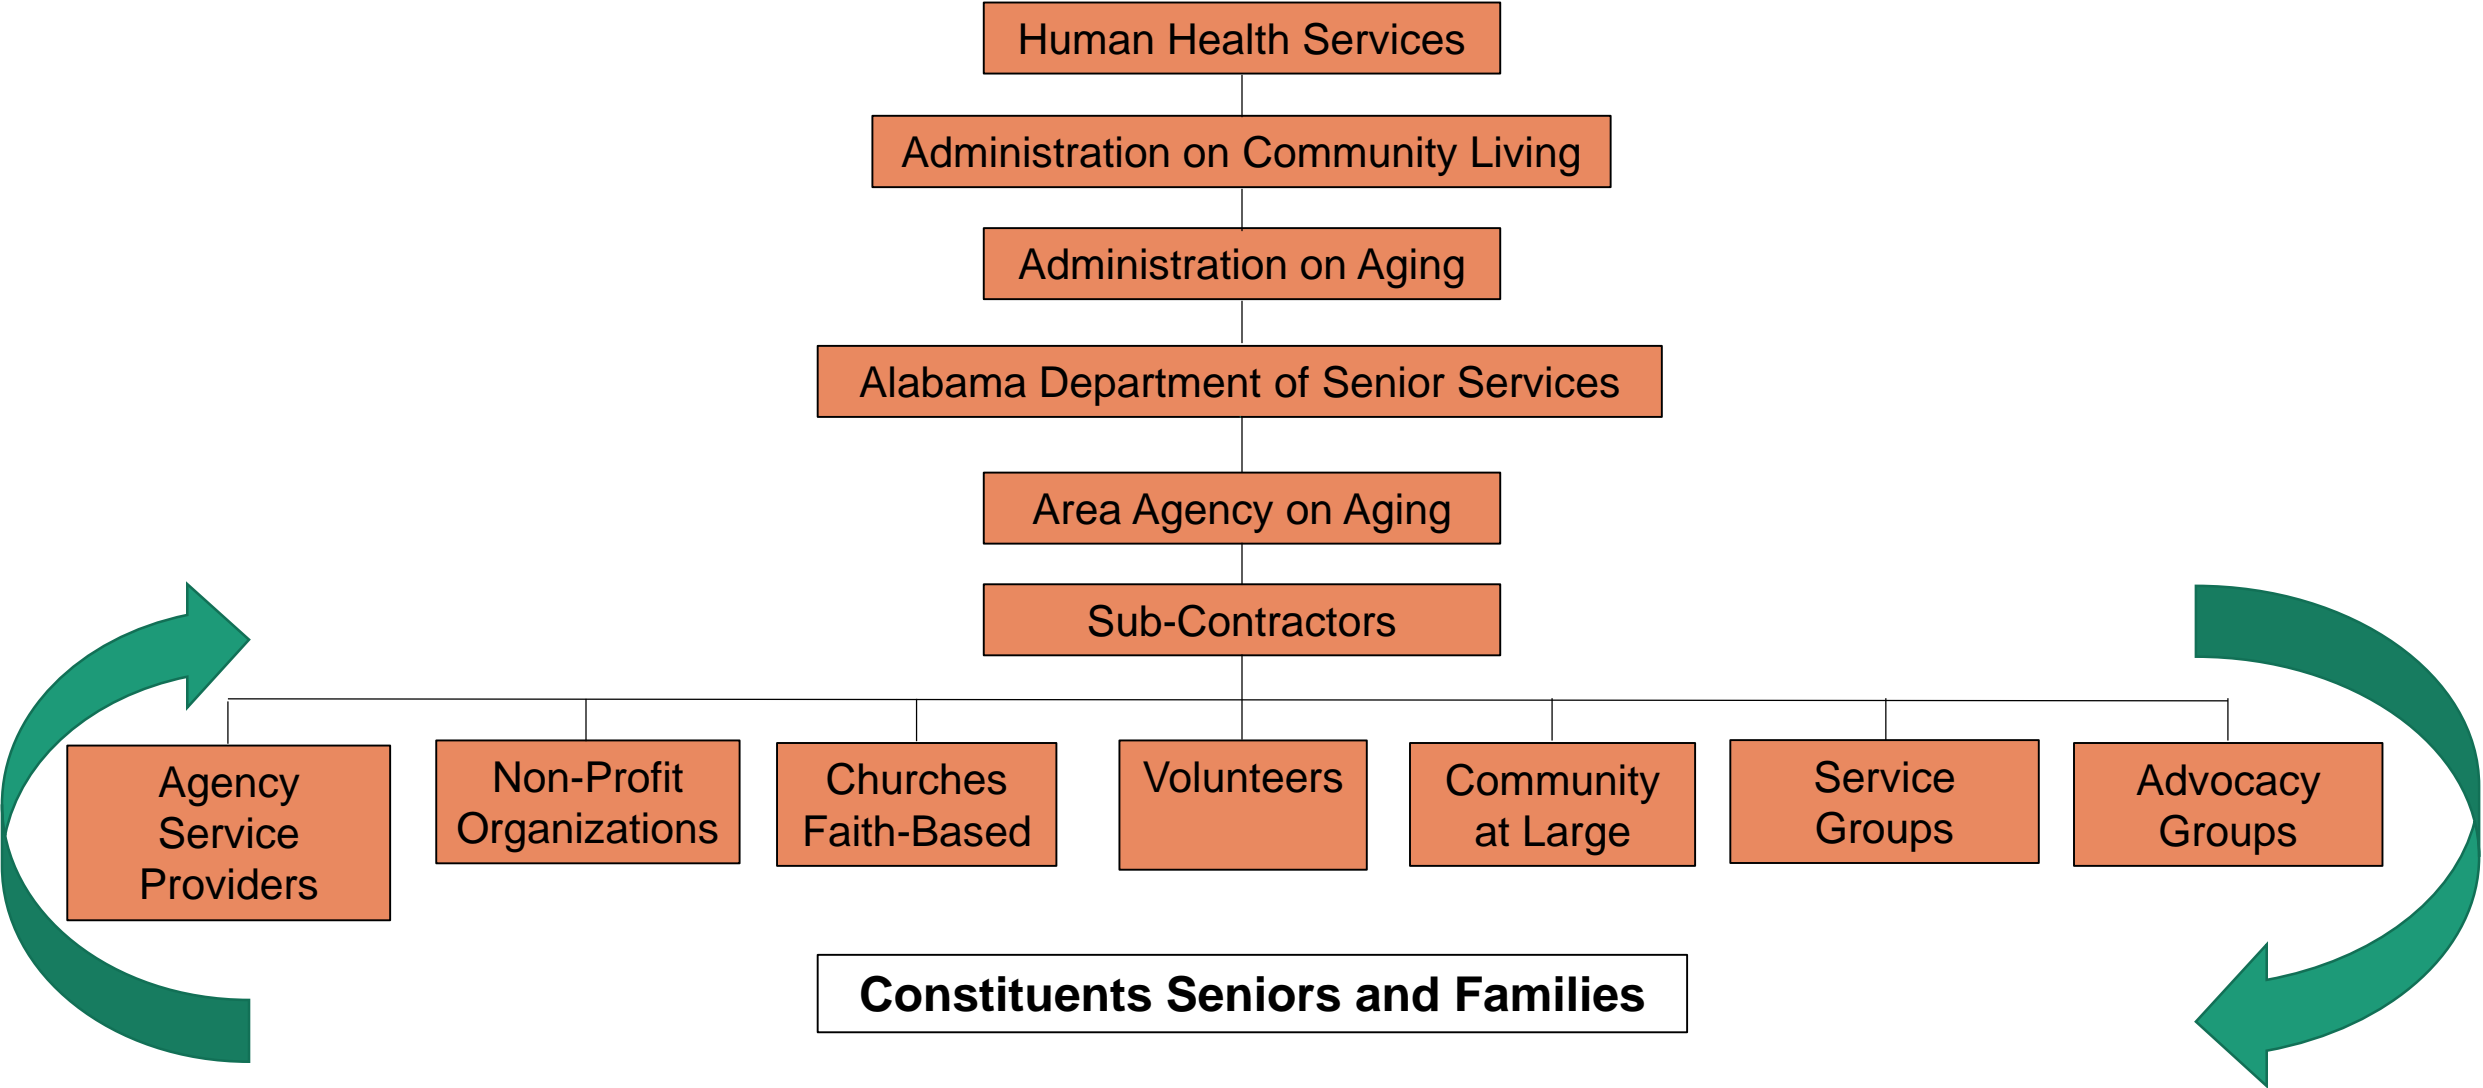 Human Health Services
Administration on Community Living
Administration on Aging
Alabama Department of Senior Services
Area Agency on Aging
Sub-Contractors
Agency
Service
Providers
Non-Profit
Organizations
Churches
Faith-Based
Volunteers
Community
at Large
Service
Groups
Advocacy
Groups
Constituents Seniors and Families